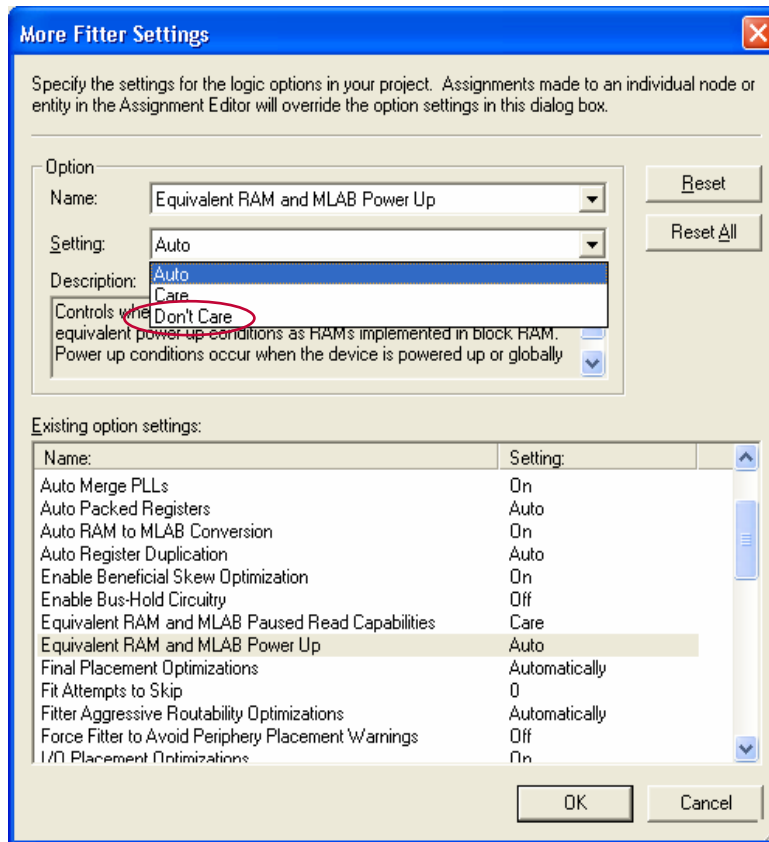 More Fitter Settings
Specify the settings for the logic options in your project. Assignments made to an individual node or
entity in the Assignment Editor will override the option settings in this dialog box.
Option
Name: Equivalent RAM and MLAB Power Up
Reset
Setting: Auto
Reset All
Description:
Auto
Care
Don't Care
Controls
equivalent power up conditions as RAMs implemented in block RAM.
Power up conditions occur when the device is powered up or globally
Existing option settings:
Name: Setting:
Auto Merge PLLs On
Auto Packed Registers Auto
Auto RAM to MLAB Conversion On
Auto Register Duplication Auto
Enable Beneficial Skew Optimization On
Enable Bus-Hold Circuitry Off
Equivalent RAM and MLAB Paused Read Capabilities Care
Equivalent RAM and MLAB Power Up Auto
Final Placement Optimizations Automatically
Fit Attempts to Skip 0
Fitter Aggressive Routability Optimizations Automatically
Force Fitter to Avoid Periphery Placement Warnings Off
I/O Placement Optimizations On
OK Cancel